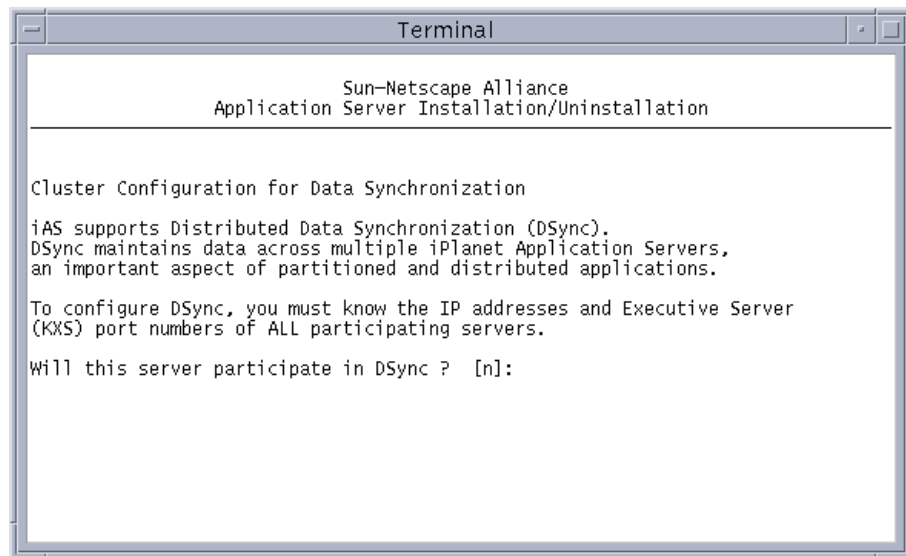 Terminal
Sun-Netscape Alliance
Application Server Installation/Uninstallation
Cluster Configuration for Data Synchronization
iAS supports Distributed Data Synchronization (DSync).
DSync maintains data across multiple iPlanet Application Servers,
an important aspect of partitioned and distributed applications.
To configure DSync, you must know the IP addresses and Executive Server
(KXS) port numbers of ALL participating servers.
Will this server participate in DSync ?  [n]: